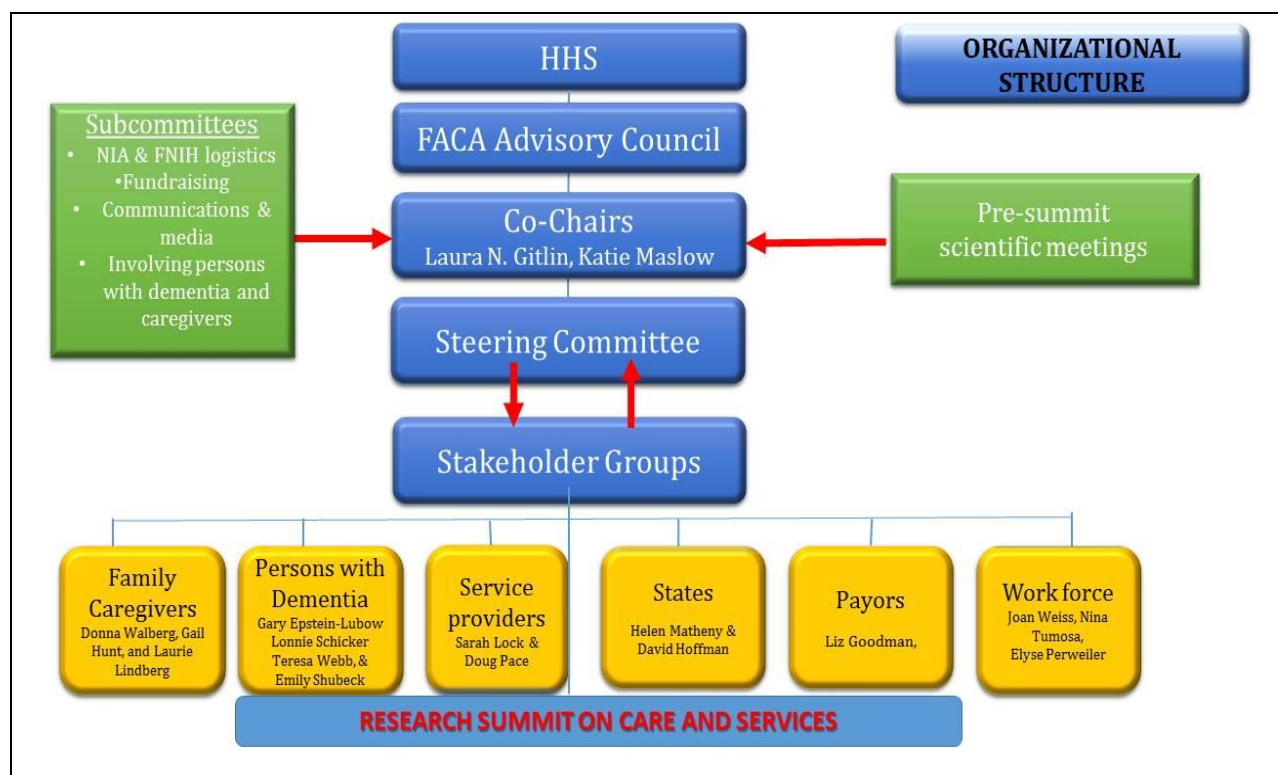 ORGANIZATIONAL
STRUCTURE
HHS
FACA Advisory Council
Co-Chairs
Laura N. Gitlin, Katie Maslow
Steering Committee
Stakeholder Groups
Subcommittees
• NIA & FNIH logistics
•Fundraising
• Communications &
media
• Involving persons
with dementia and
caregivers
Pre-summit
scientific meetings
Family
Caregivers
Donna Walberg, Gail
Hunt, and Laurie
Lindberg
Persons with
Dementia
Gary Epstein-Lubow
Lonnie Schicker
Teresa Webb, &
Emily Shubeck
Service
providers
Sarah Lock &
Doug Pace
States
Helen Matheny &
David Hoffman
Payors
Liz Goodman,
Work force
Joan Weiss, Nina
Tumosa,
Elyse Perweiler
RESEARCH SUMMIT ON CARE AND SERVICES